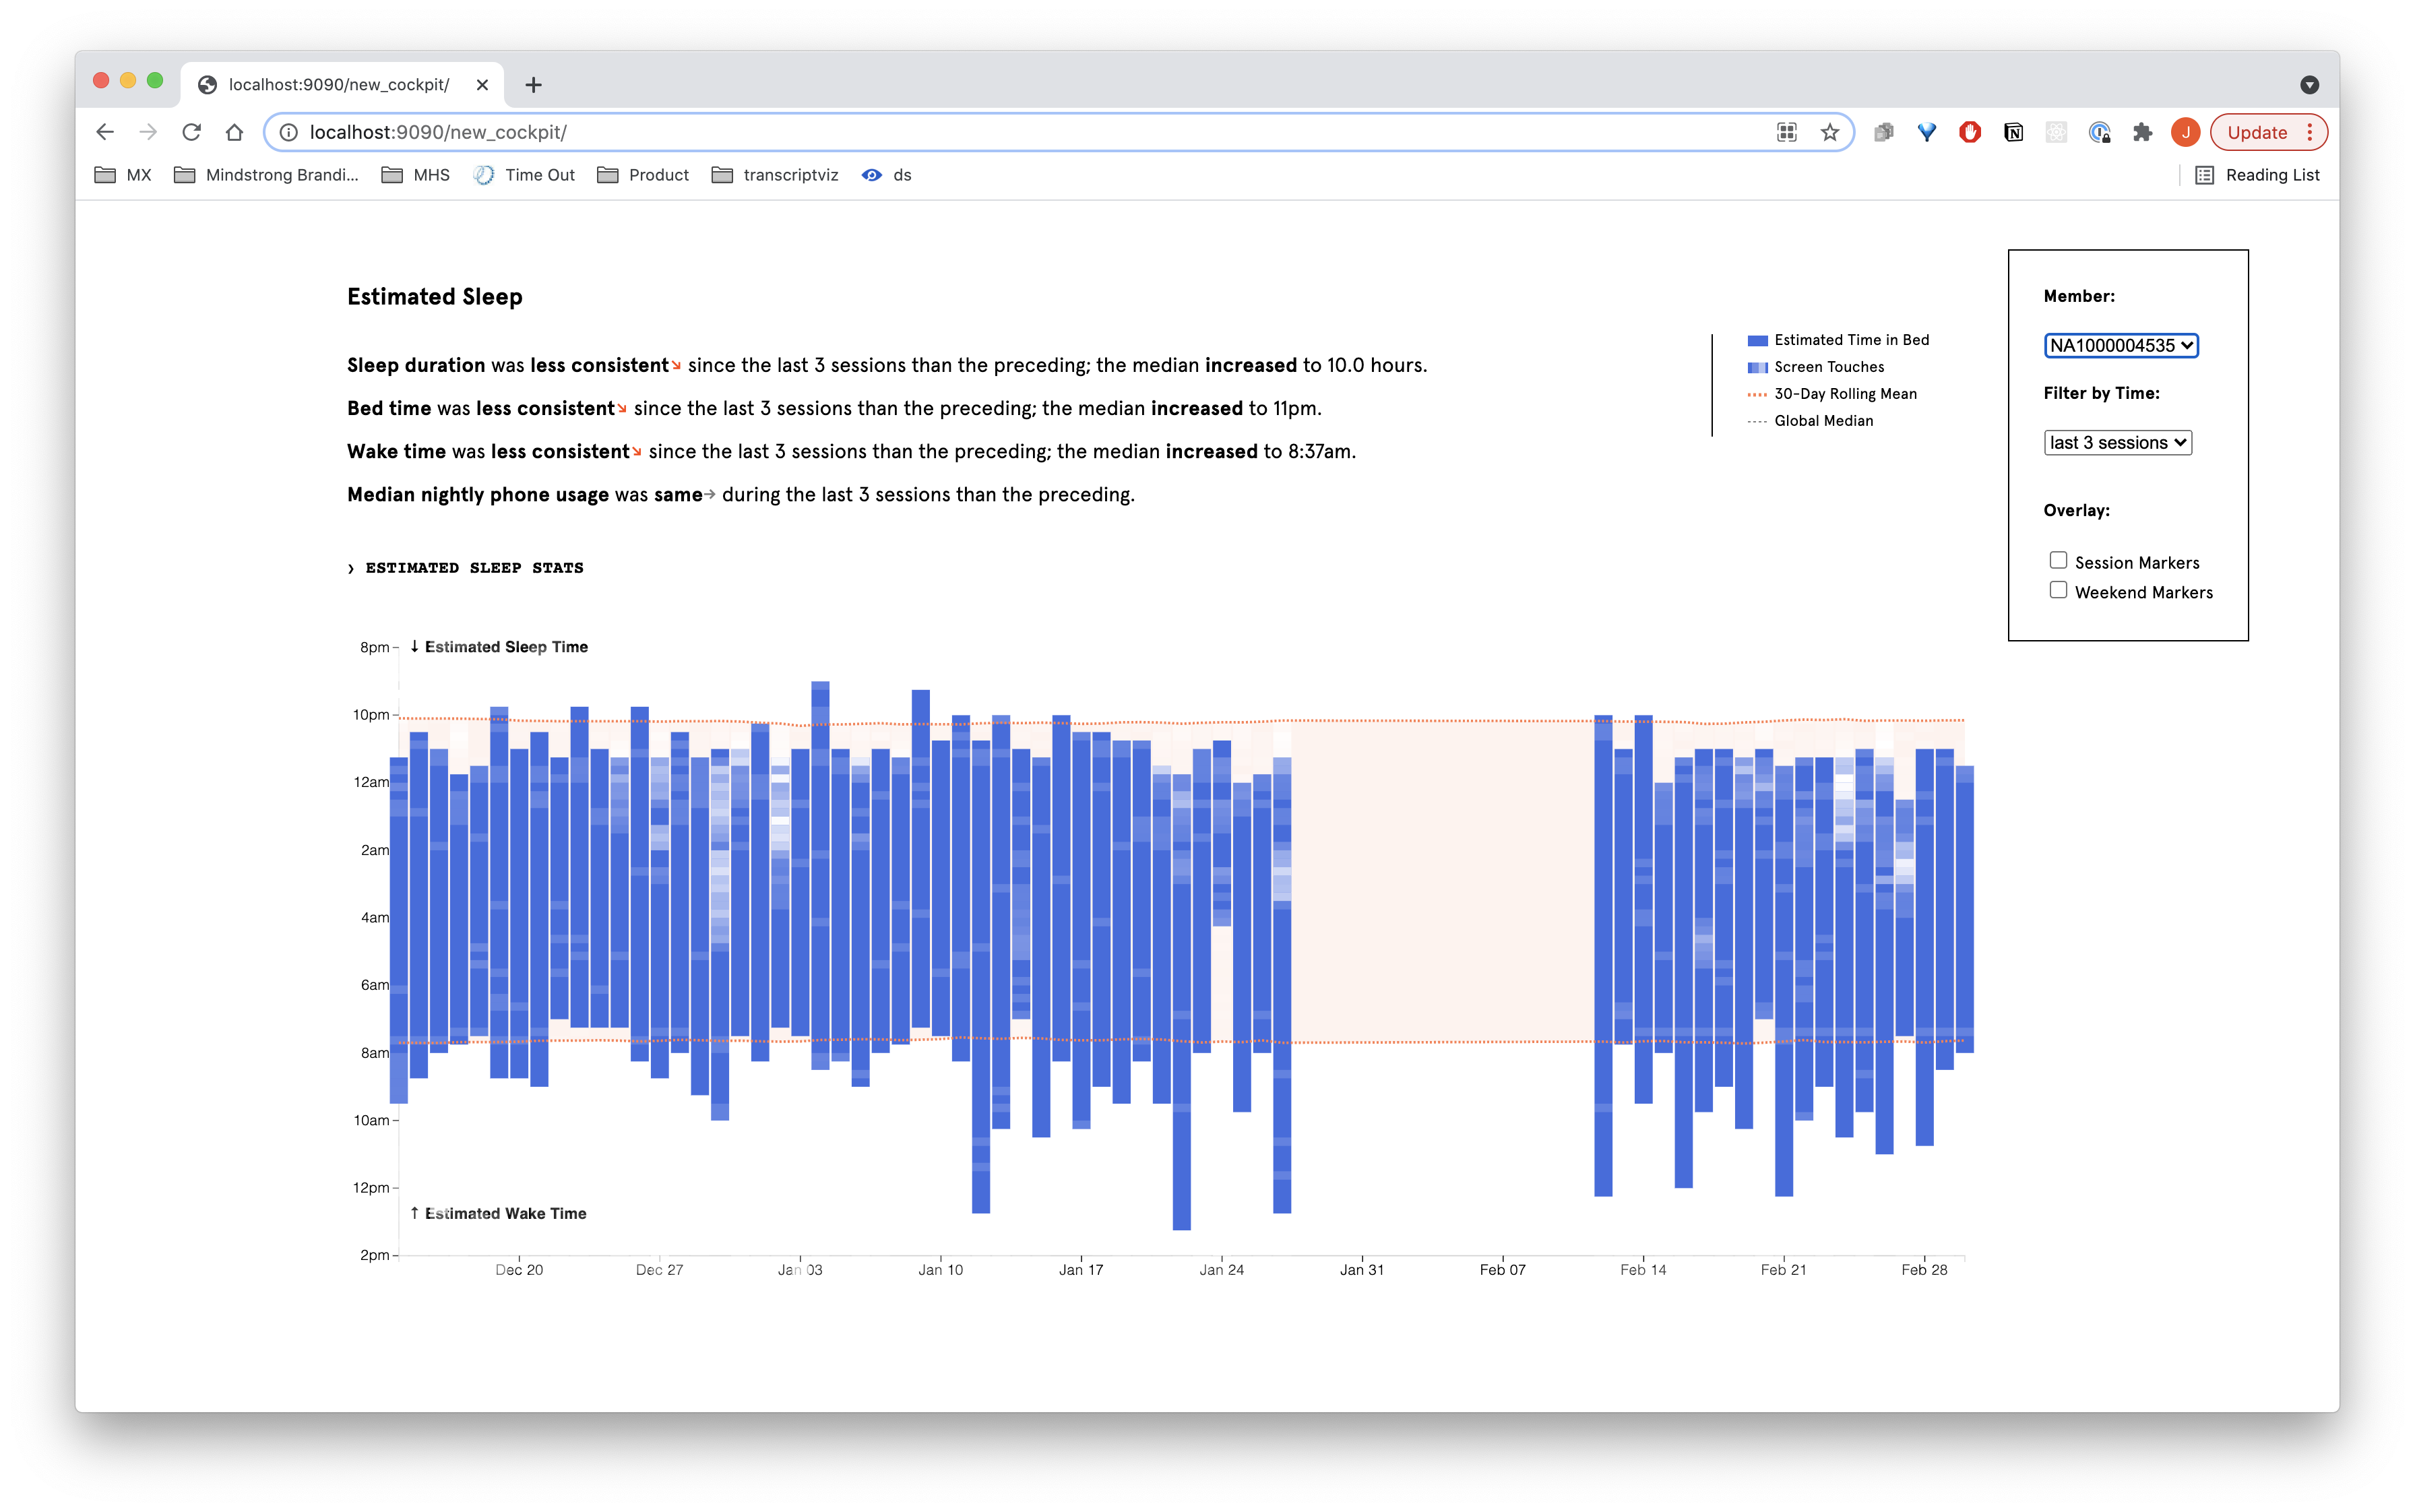 localhost:9090/new_cockpit/
localhost:9090/new_cockpit/
J
Update
MX
Mindstrong Brandi...
MHS
Time Out
Product
transcriptviz
ds
Reading List
Estimated Sleep
Sleep duration was less consistent↘ since the last 3 sessions than the preceding; the median increased to 10.0 hours.
Bed time was less consistent↘ since the last 3 sessions than the preceding; the median increased to 11pm.
Wake time was less consistent↘ since the last 3 sessions than the preceding; the median increased to 8:37am.
Median nightly phone usage was same→ during the last 3 sessions than the preceding.
Estimated Time in Bed
Screen Touches
30-Day Rolling Mean
Global Median
Member:
NA1000004535
Filter by Time:
last 3 sessions
Overlay:
Session Markers
Weekend Markers
› ESTIMATED SLEEP STATS
↓ Estimated Sleep Time
8pm
10pm
12am
2am
4am
6am
8am
10am
12pm
2pm
↑ Estimated Wake Time
Dec 20 Dec 27 Jan 03 Jan 10 Jan 17 Jan 24 Jan 31 Feb 07 Feb 14 Feb 21 Feb 28